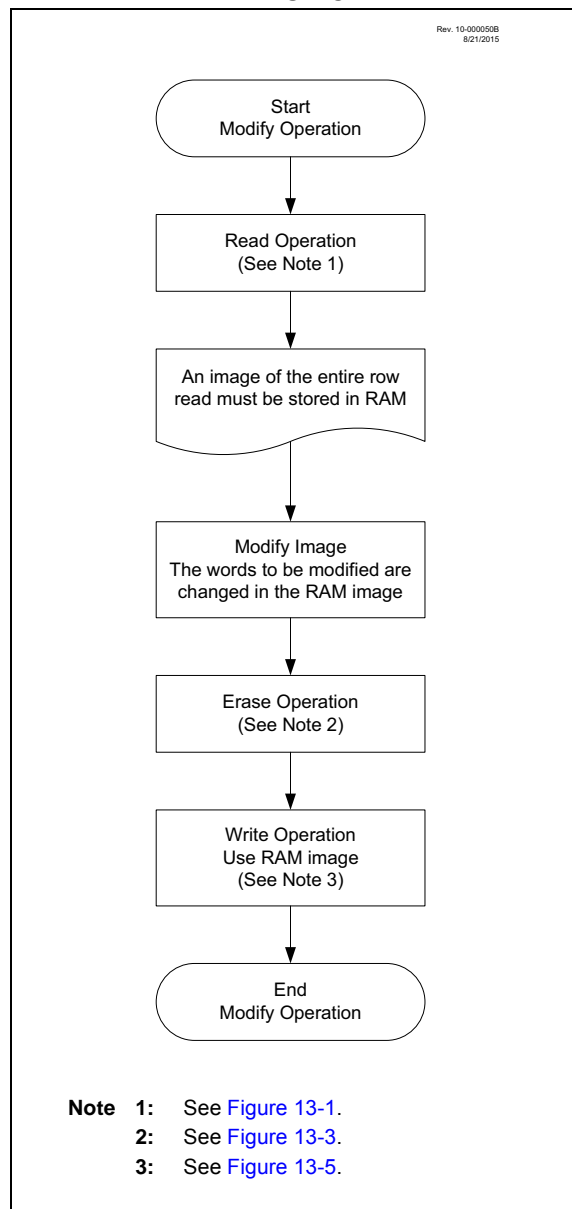 Rev. 10-000050B
8/21/2015
Start
Modify Operation
Read Operation
(See Note 1)
An image of the entire row
read must be stored in RAM
Modify Image
The words to be modified are
changed in the RAM image
Erase Operation
(See Note 2)
Write Operation
Use RAM image
(See Note 3)
End
Modify Operation
Note 1: See Figure 13-1.
2: See Figure 13-3.
3: See Figure 13-5.